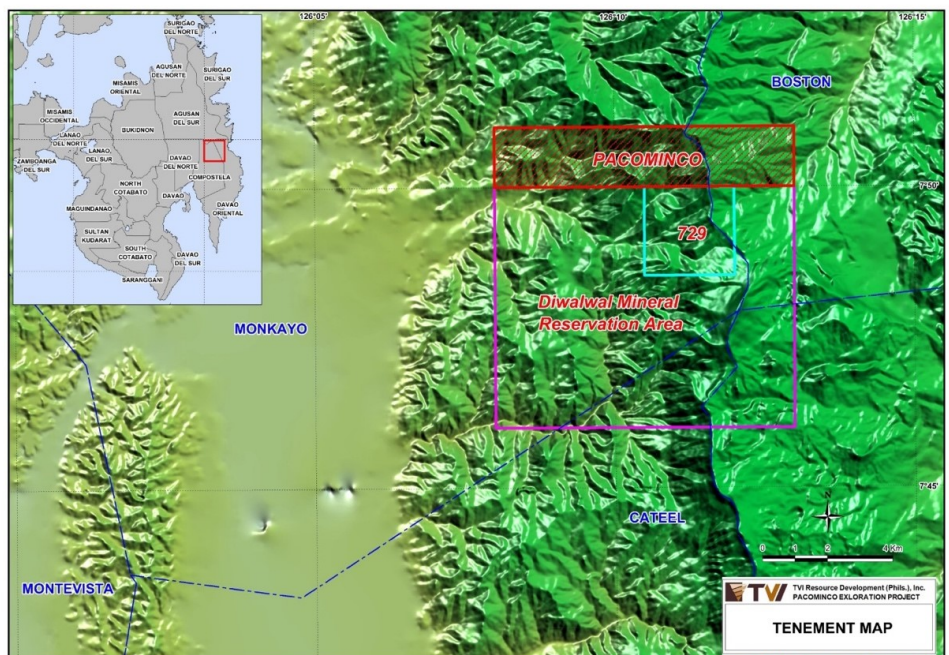 126°05'
126°10'
126°15'
SURIGAO
DEL NORTE
AGUSAN
DEL NORTE
SURIGAO
DEL SUR
MISAMIS
ORIENTAL
MISAMIS
OCCIDENTAL
AGUSAN
DEL SUR
BUKIDNON
LANAO
DEL NORTE
LANAO
DEL SUR
ZAMBOANGA
DEL SUR
DAVAO
DEL NORTE
COMPOSTELA
NORTH
COTABATO
DAVAO
DAVAO
ORIENTAL
MAGUINDANAO
SULTAN
KUDARAT
SOUTH
COTABATO
DAVAO
DEL SUR
SARANGGANI
BOSTON
PACOMINCO
7°50'
729
Diwalwal Mineral
Reservation Area
MONKAYO
7°45'
CATEEL
N
0 1 2 4 Km
MONTEVISTA
TVI
TVI Resource Development (Phils.), Inc.
PACOMINCO EXLORATION PROJECT
TENEMENT MAP